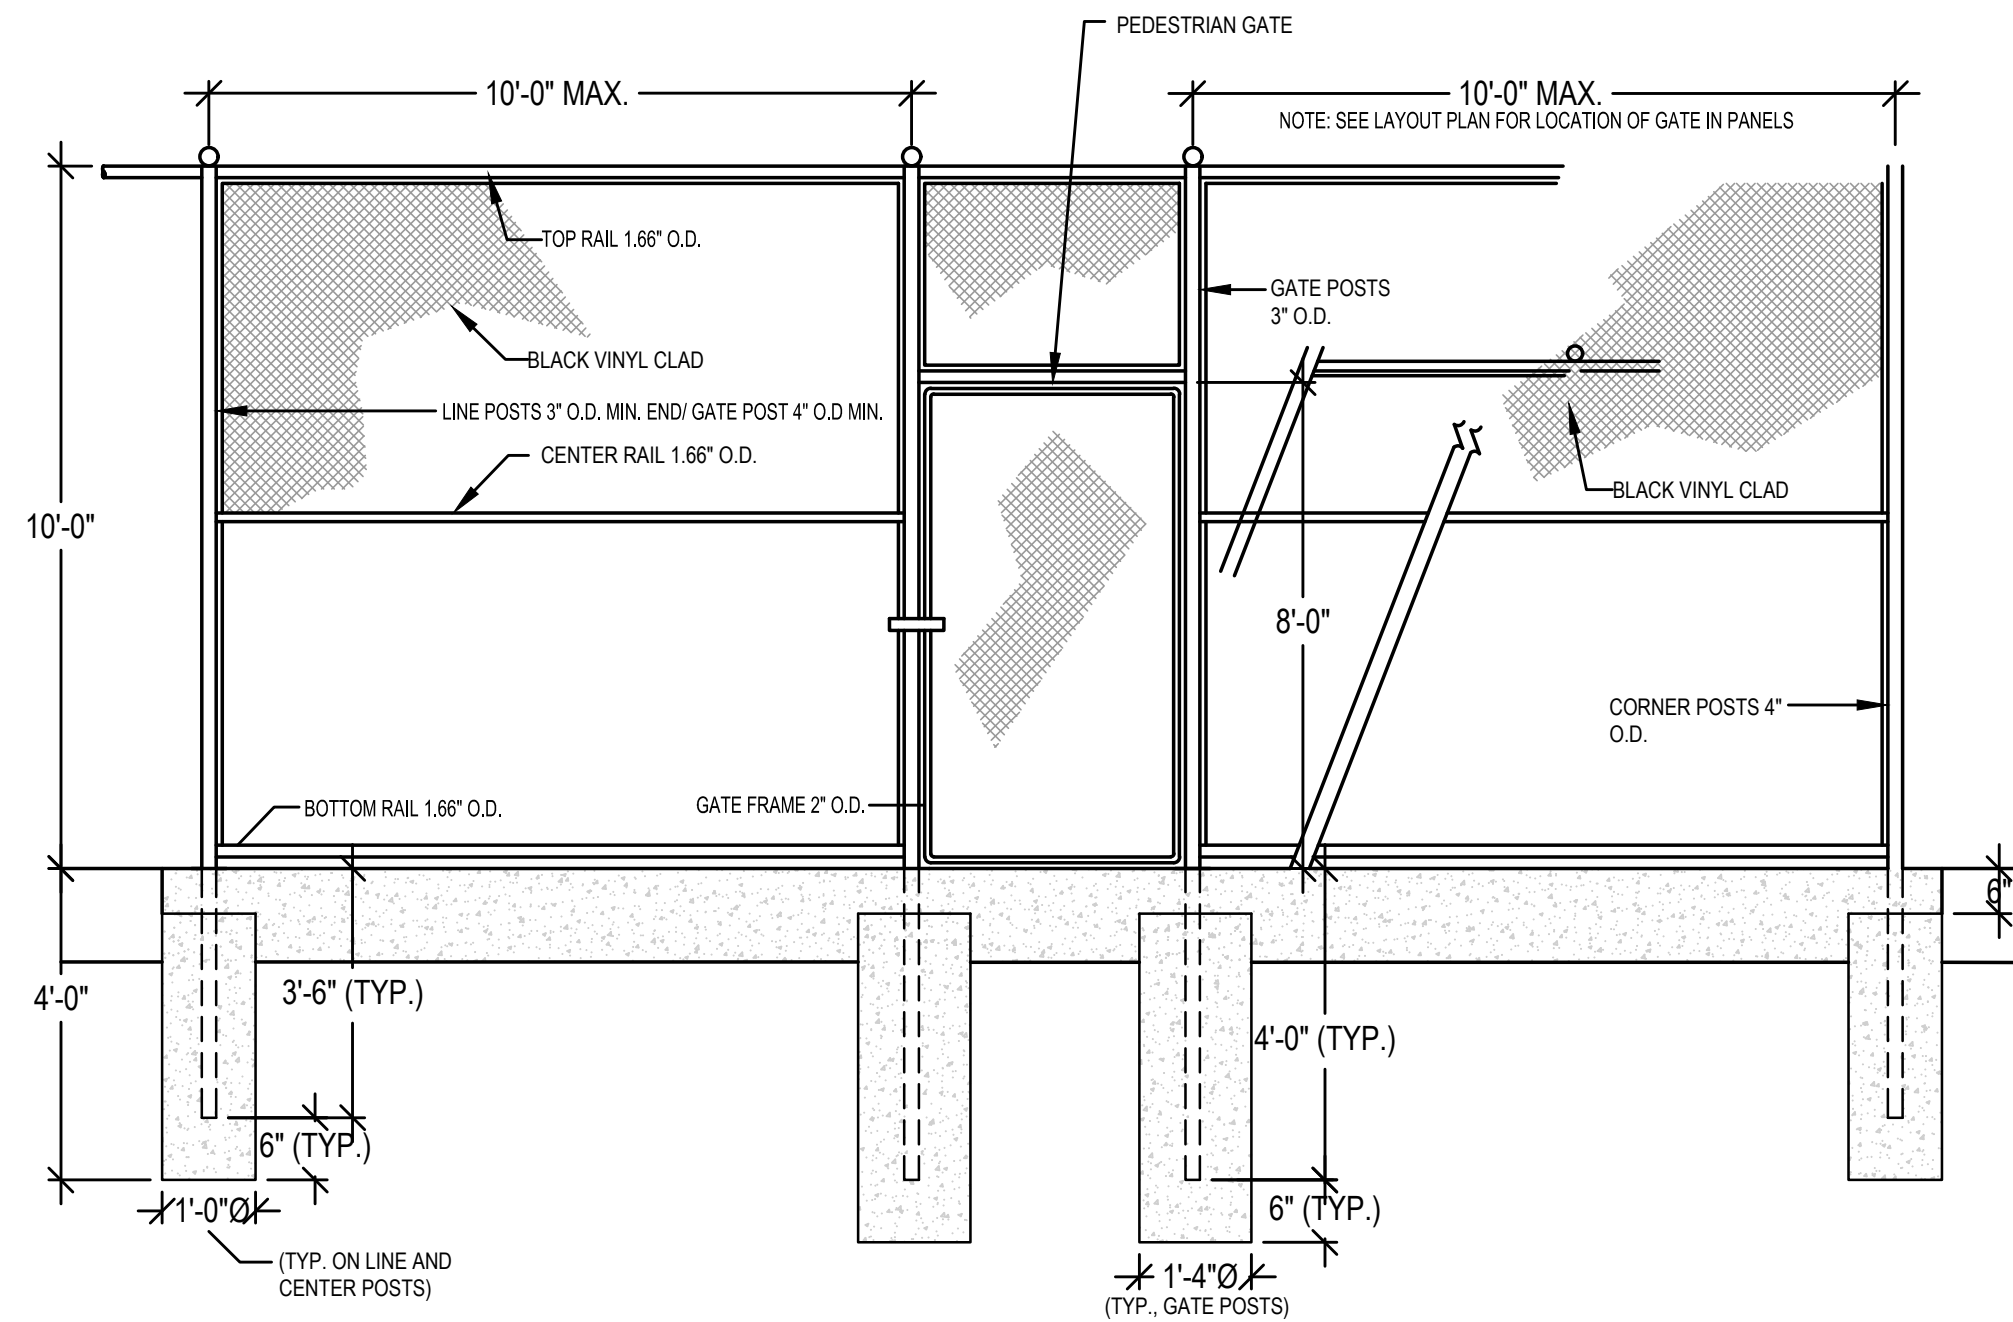 PEDESTRIAN GATE
10'-0" MAX.
10'-0" MAX.
NOTE: SEE LAYOUT PLAN FOR LOCATION OF GATE IN PANELS
TOP RAIL 1.66" O.D.
GATE POSTS
3" O.D.
BLACK VINYL CLAD
LINE POSTS 3" O.D. MIN. END/ GATE POST 4" O.D MIN.
CENTER RAIL 1.66" O.D.
BLACK VINYL CLAD
10'-0"
8'-0"
CORNER POSTS 4"
O.D.
BOTTOM RAIL 1.66" O.D.
GATE FRAME 2" O.D.
6"
4'-0"
3'-6" (TYP.)
4'-0" (TYP.)
6" (TYP.)
1'-0"Ø
6" (TYP.)
(TYP. ON LINE AND
CENTER POSTS)
1'-4"Ø
(TYP., GATE POSTS)